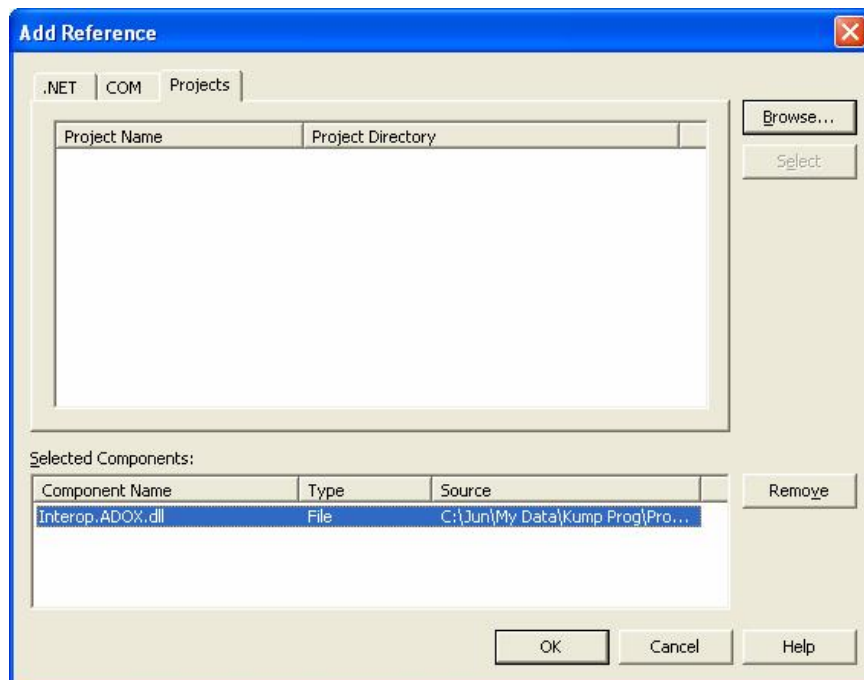 Add Reference
.NET COM Projects
Project Name Project Directory
Browse...
Select
Selected Components:
Component Name Type Source
Interop.ADOX.dll File C:\Jun\My Data\Kump Prog\Pro...
Remove
OK Cancel Help